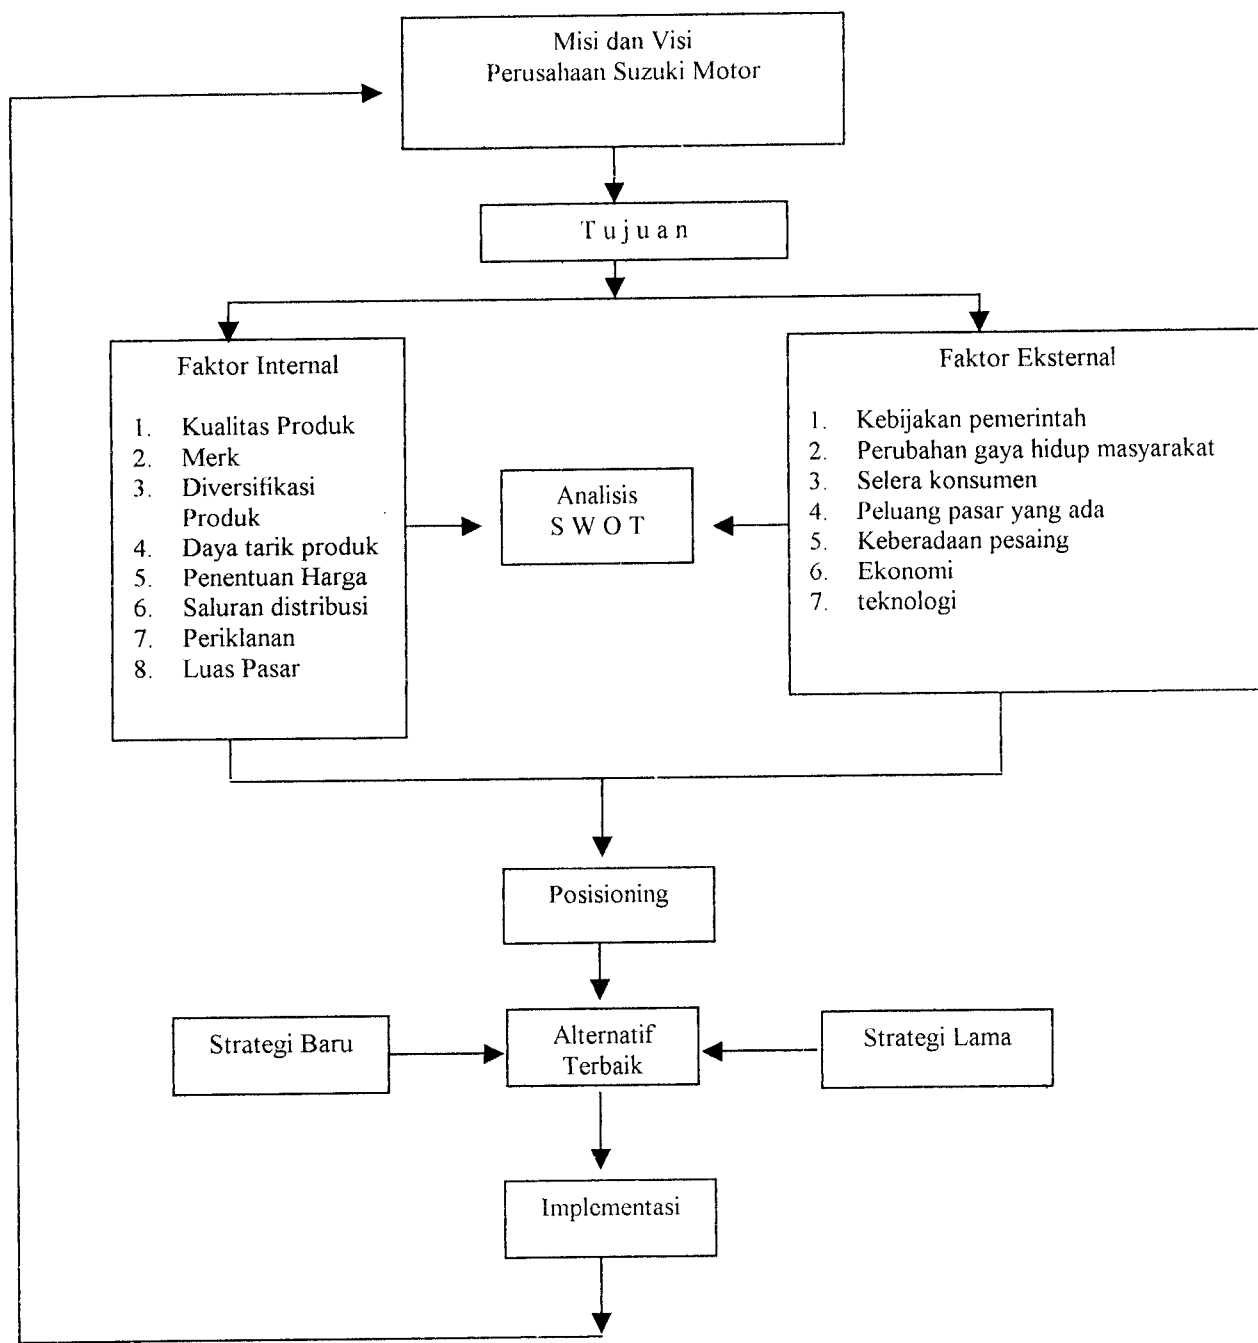 Misi dan Visi
Perusahaan Suzuki Motor
T u j u a n
Faktor Internal
1. Kualitas Produk
2. Merk
3. Diversifikasi
Produk
4. Daya tarik produk
5. Penentuan Harga
6. Saluran distribusi
7. Periklanan
8. Luas Pasar
Analisis
S W O T
Faktor Eksternal
1. Kebijakan pemerintah
2. Perubahan gaya hidup masyarakat
3. Selera konsumen
4. Peluang pasar yang ada
5. Keberadaan pesaing
6. Ekonomi
7. teknologi
Posisioning
Strategi Baru
Alternatif
Terbaik
Strategi Lama
Implementasi